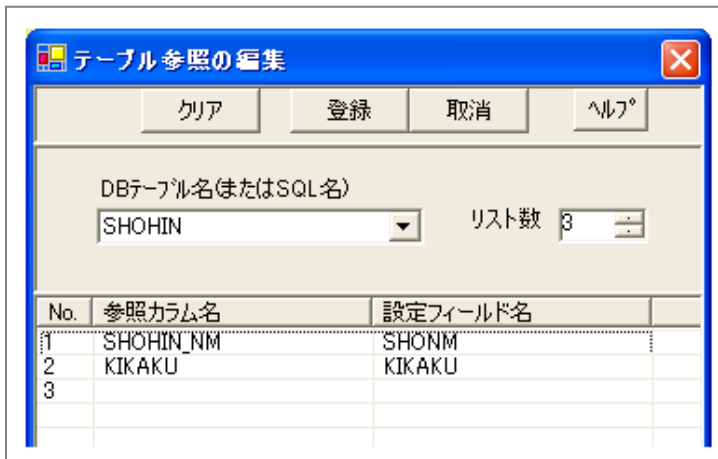 テーブル参照の編集
クリア 登録 取消 ﾍﾙﾌﾟ
DBﾃｰﾌﾞﾙ名(またはSQL名)
SHOHIN リスト数 3
No. 参照カラム名 設定フィールド名
1 SHOHIN_NM SHONM
2 KIKAKU KIKAKU
3